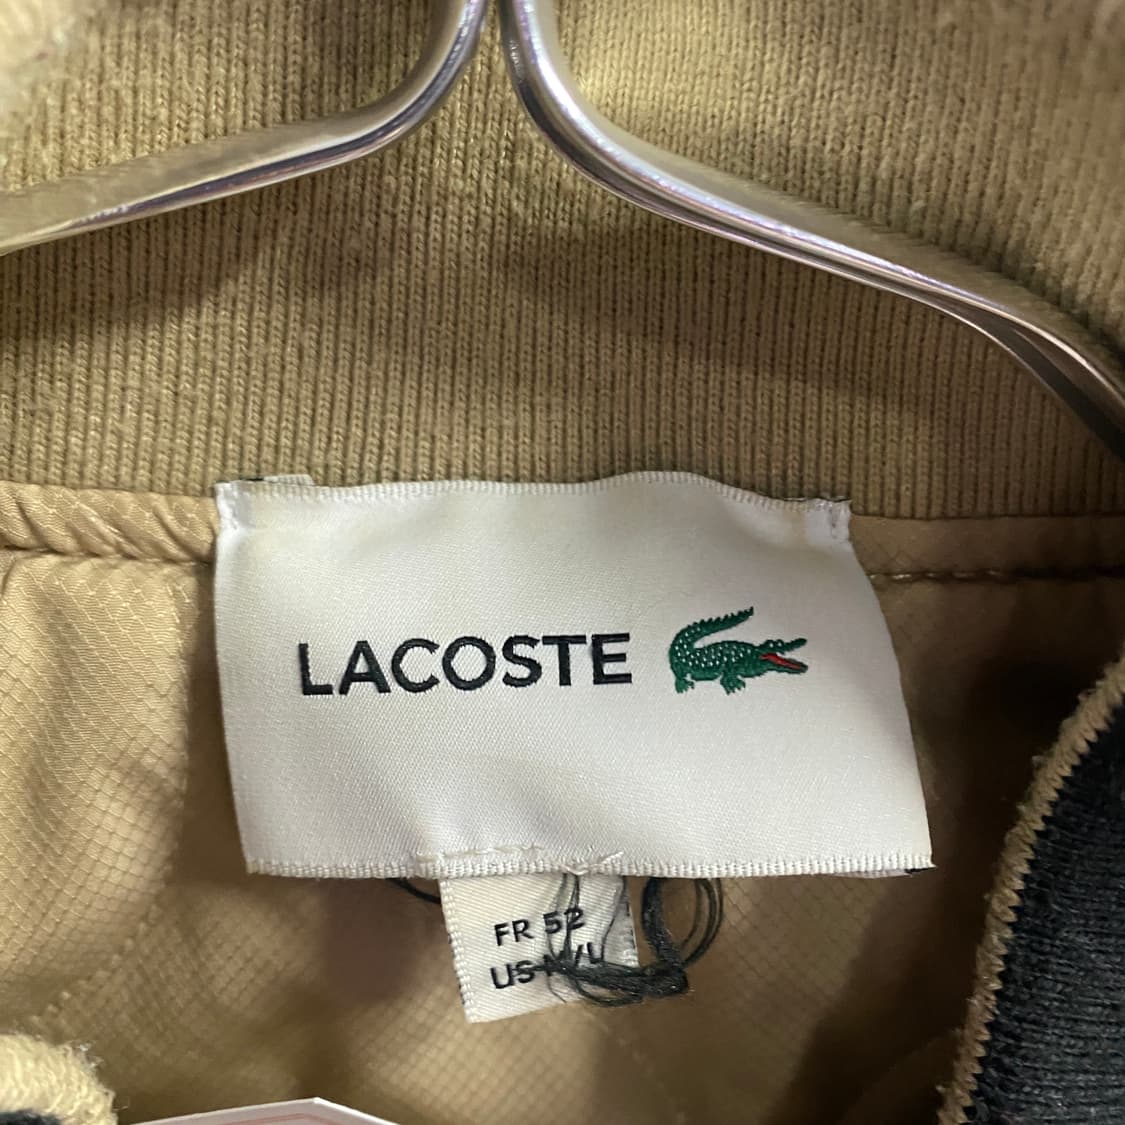 LACOSTE
FR 52
US M/L